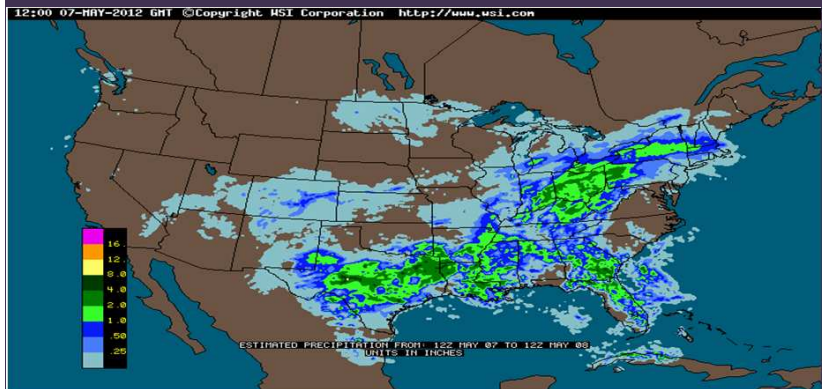 12:00 07-MAY-2012 GMT ©Copyright WSI Corporation http://www.wsi.com
16.
12.
8.0
4.0
2.0
1.0
.50
.25
ESTIMATED PRECIPITATION FROM: 12Z MAY 07 TO 12Z MAY 08
UNITS IN INCHES